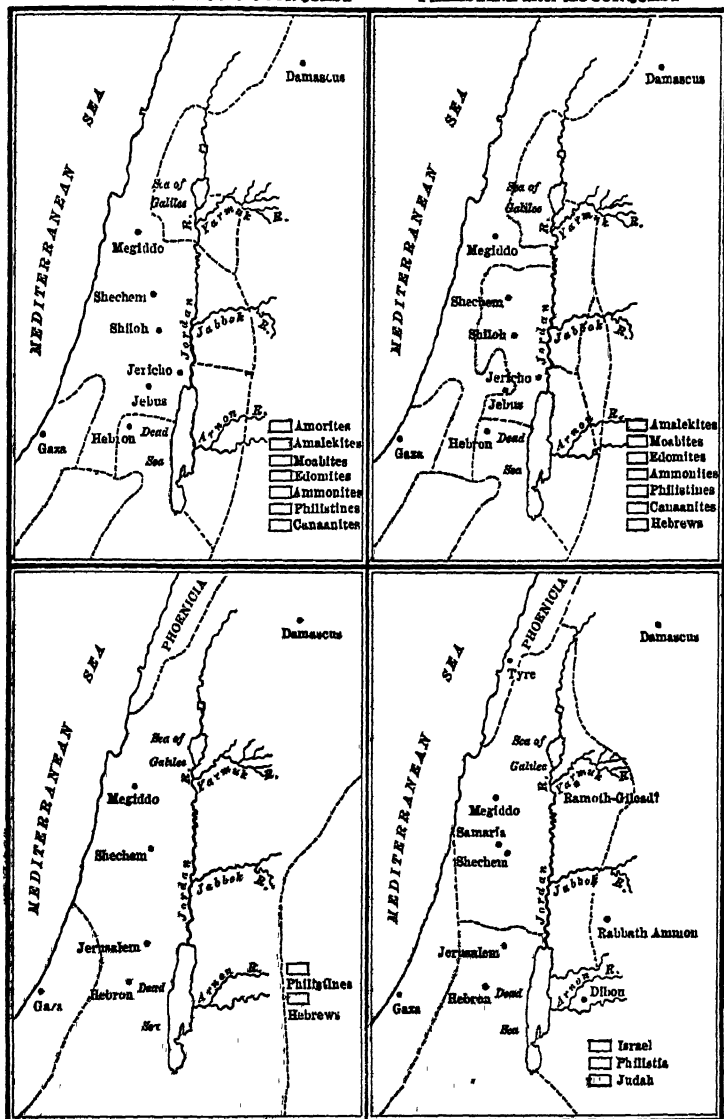 Damascus
MEDITERRANEAN SEA
Sea of
Galilee
R. Yarmuk R.
Megiddo
Shechem
Shiloh
Jordan
Jabbok R.
Jericho
Jebus
Hebron
Gaza
Dead
Sea
Arnon R.
Amorites
Amalekites
Moabites
Edomites
Ammonites
Philistines
Canaanites
Damascus
MEDITERRANEAN SEA
Sea of
Galilee
R. Yarmuk R.
Megiddo
Shechem
Shiloh
Jordan
Jabbok R.
Jericho
Jebus
Hebron
Gaza
Dead
Sea
Arnon R.
Amalekites
Moabites
Edomites
Ammonites
Philistines
Canaanites
Hebrews
PHOENICIA
Damascus
MEDITERRANEAN SEA
Sea of
Galilee
R. Yarmuk R.
Megiddo
Shechem
Jordan
Jabbok R.
Jerusalem
Hebron
Gaza
Dead
Sea
Arnon R.
Philistines
Hebrews
PHOENICIA
Damascus
Tyre
MEDITERRANEAN SEA
Sea of
Galilee
R. Yarmuk R.
Ramoth-Gilead?
Megiddo
Samaria
Shechem
Jordan
Jabbok R.
Rabbath Ammon
Jerusalem
Hebron
Gaza
Dead
Sea
Arnon R.
Dibon
Israel
Philistia
Judah